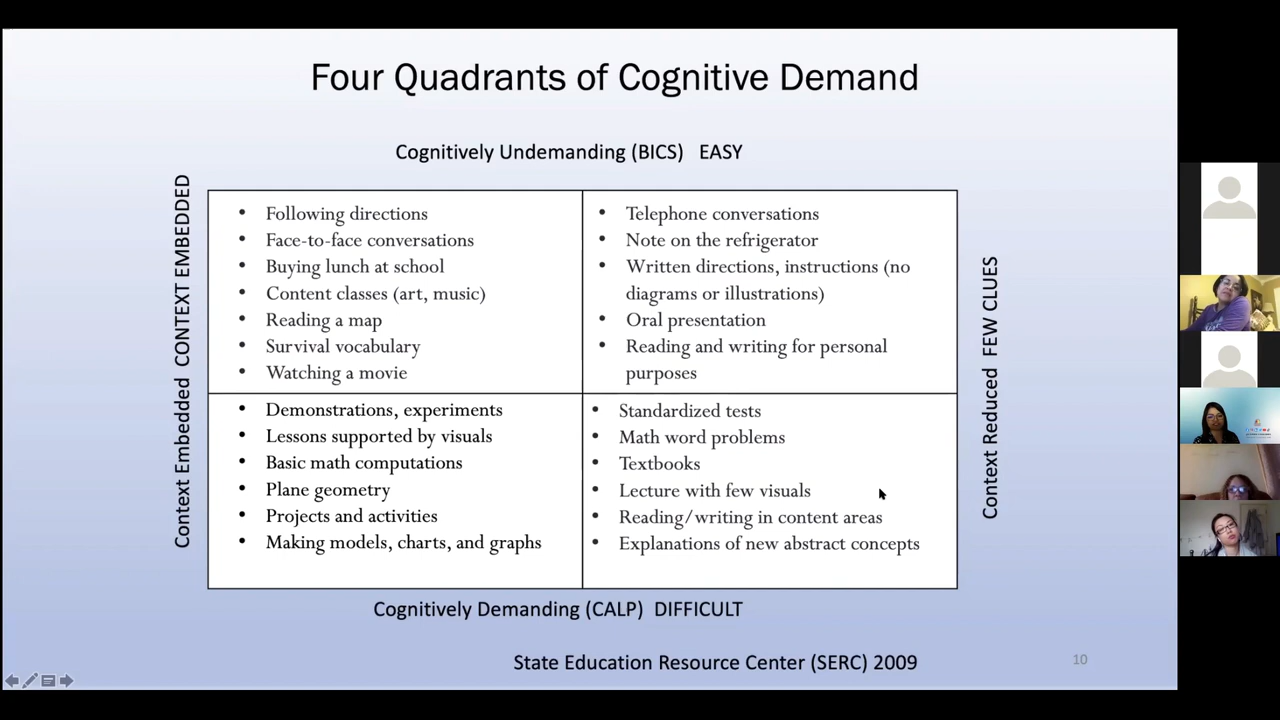 Four Quadrants of Cognitive Demand
Cognitively Undemanding (BICS) EASY
Context Embedded CONTEXT EMBEDDED
• Following directions
• Face-to-face conversations
• Buying lunch at school
• Content classes (art, music)
• Reading a map
• Survival vocabulary
• Watching a movie
• Telephone conversations
• Note on the refrigerator
• Written directions, instructions (no
diagrams or illustrations)
• Oral presentation
• Reading and writing for personal
purposes
• Demonstrations, experiments
• Lessons supported by visuals
• Basic math computations
• Plane geometry
• Projects and activities
• Making models, charts, and graphs
• Standardized tests
• Math word problems
• Textbooks
• Lecture with few visuals
• Reading/writing in content areas
• Explanations of new abstract concepts
Context Reduced FEW CLUES
Cognitively Demanding (CALP) DIFFICULT
State Education Resource Center (SERC) 2009
10